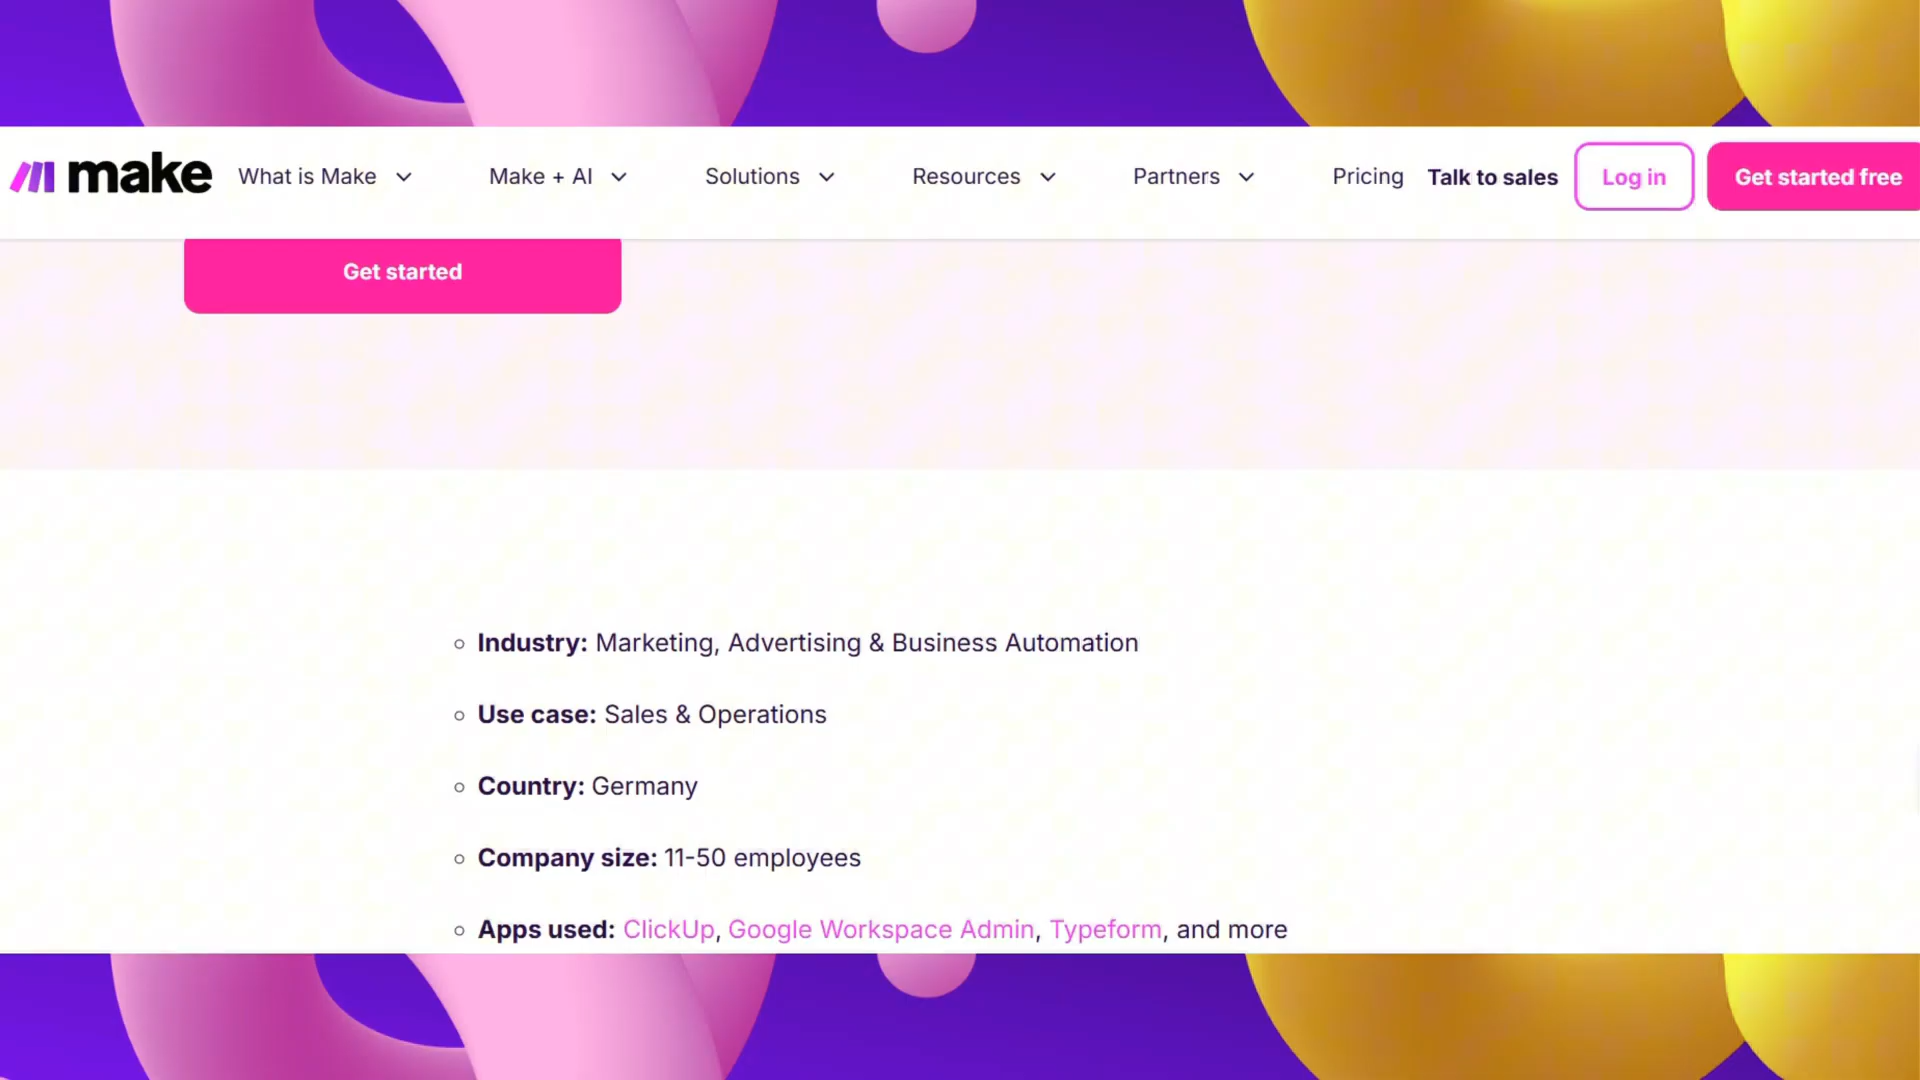 make What is Make Make + AI Solutions Resources Partners Pricing Talk to sales Log in Get started free
Get started
Industry: Marketing, Advertising & Business Automation
Use case: Sales & Operations
Country: Germany
Company size: 11-50 employees
Apps used: ClickUp, Google Workspace Admin, Typeform, and more